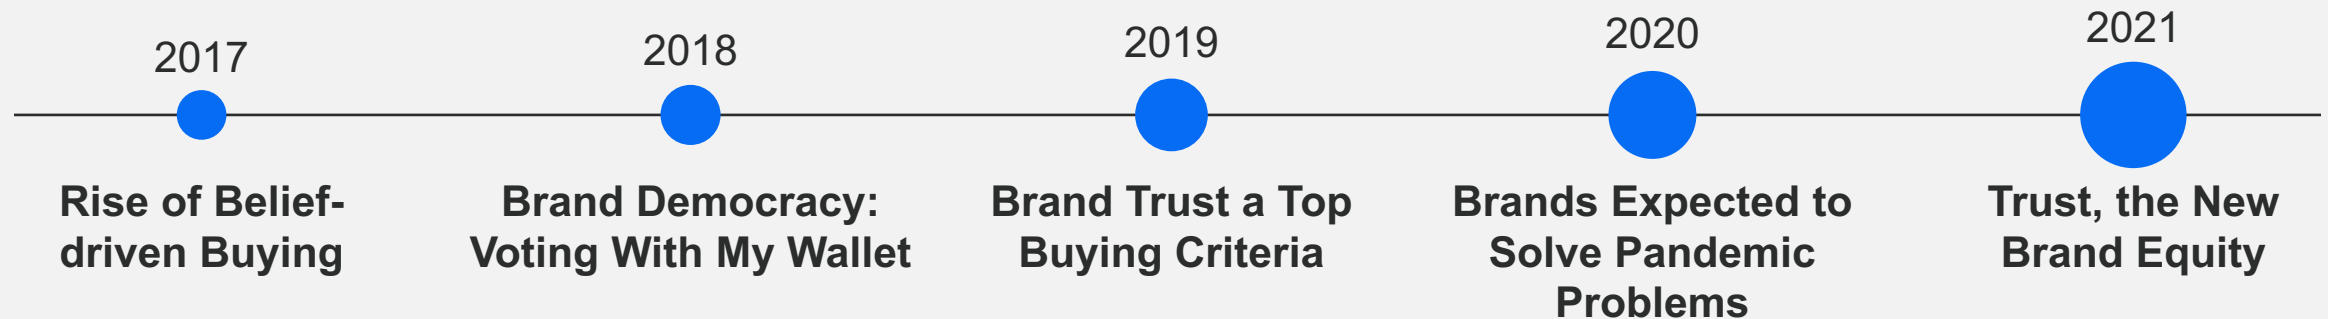 2017
Rise of Belief-
driven Buying
2018
Brand Democracy:
Voting With My Wallet
2019
Brand Trust a Top
Buying Criteria
2020
Brands Expected to
Solve Pandemic
Problems
2021
Trust, the New
Brand Equity